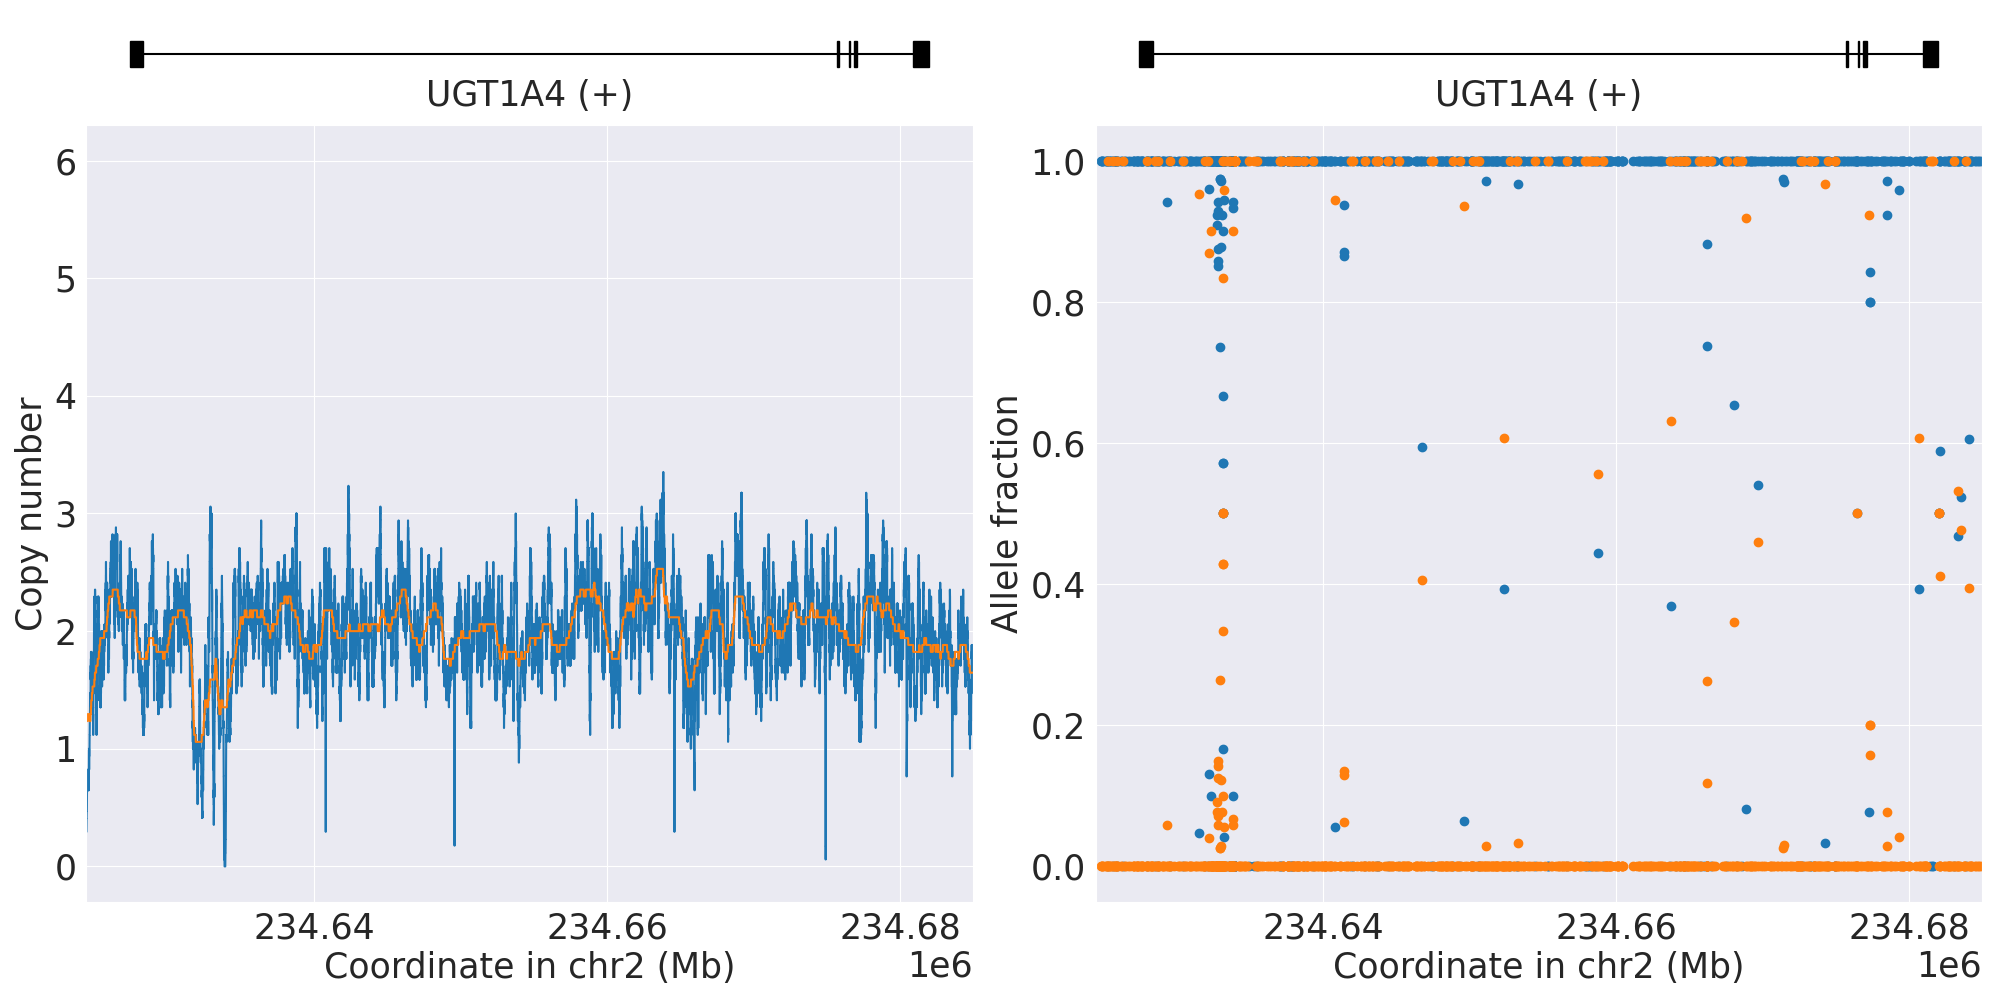 UGT1A4 (+)
6
5
4
3
2
1
0
Copy number
234.64
234.66
234.68
Coordinate in chr2 (Mb)
1e6
UGT1A4 (+)
1.0
0.8
0.6
0.4
0.2
0.0
Allele fraction
234.64
234.66
234.68
Coordinate in chr2 (Mb)
1e6